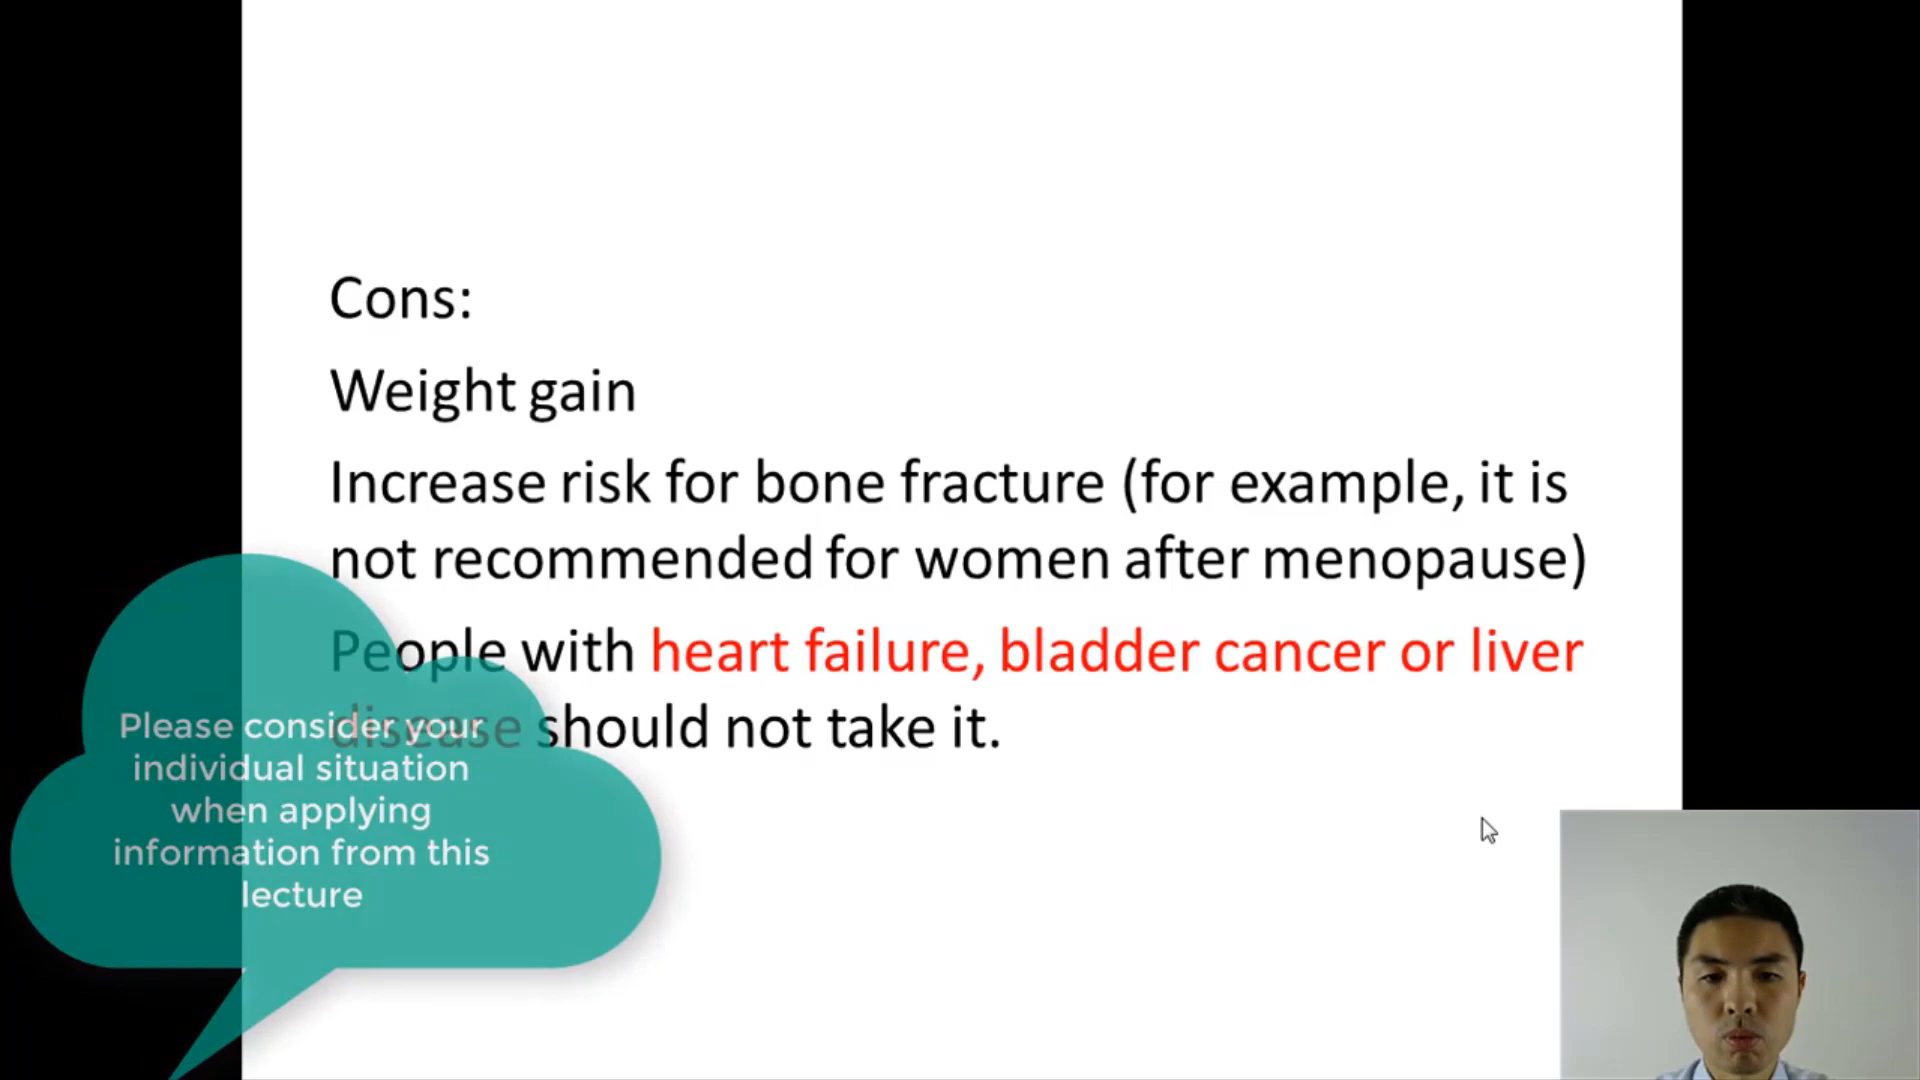 Cons:
Weight gain
Increase risk for bone fracture (for example, it is
not recommended for women after menopause)
People with heart failure, bladder cancer or liver
disease should not take it.
Please consider your
individual situation
when applying
information from this
lecture